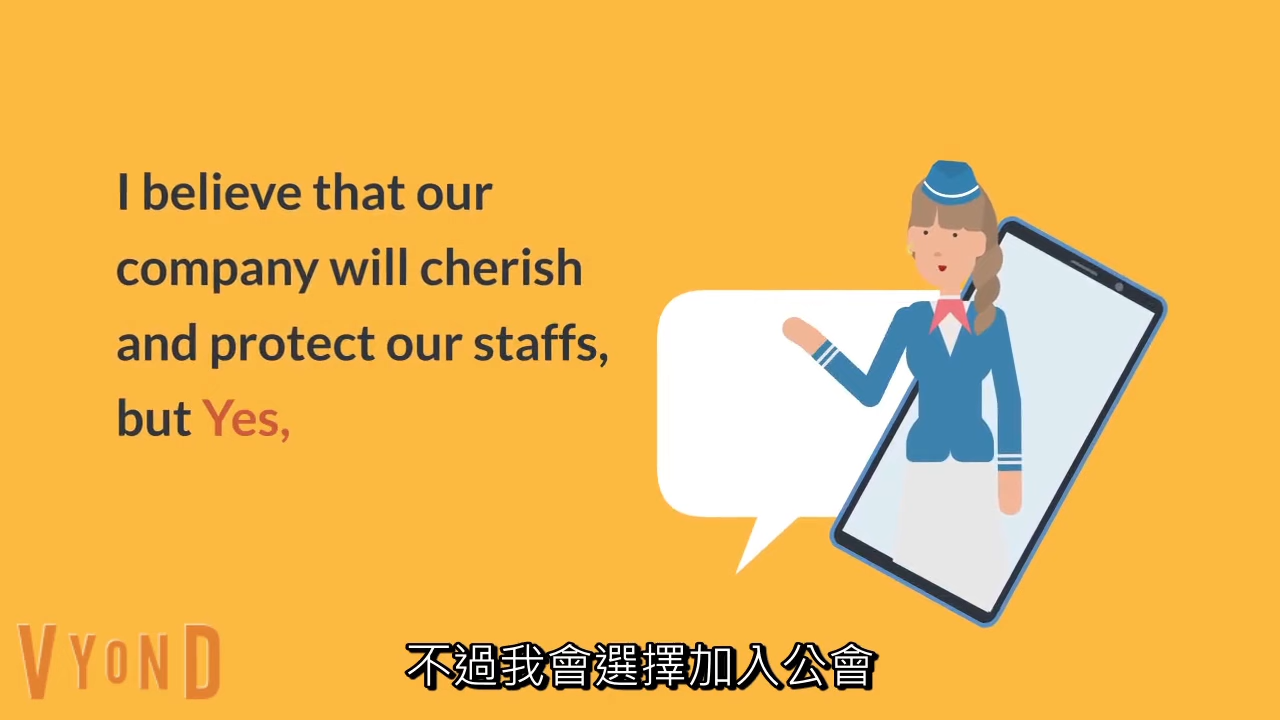 I believe that our
company will cherish
and protect our staffs,
but Yes,
VYOND
不過我會選擇加入公會